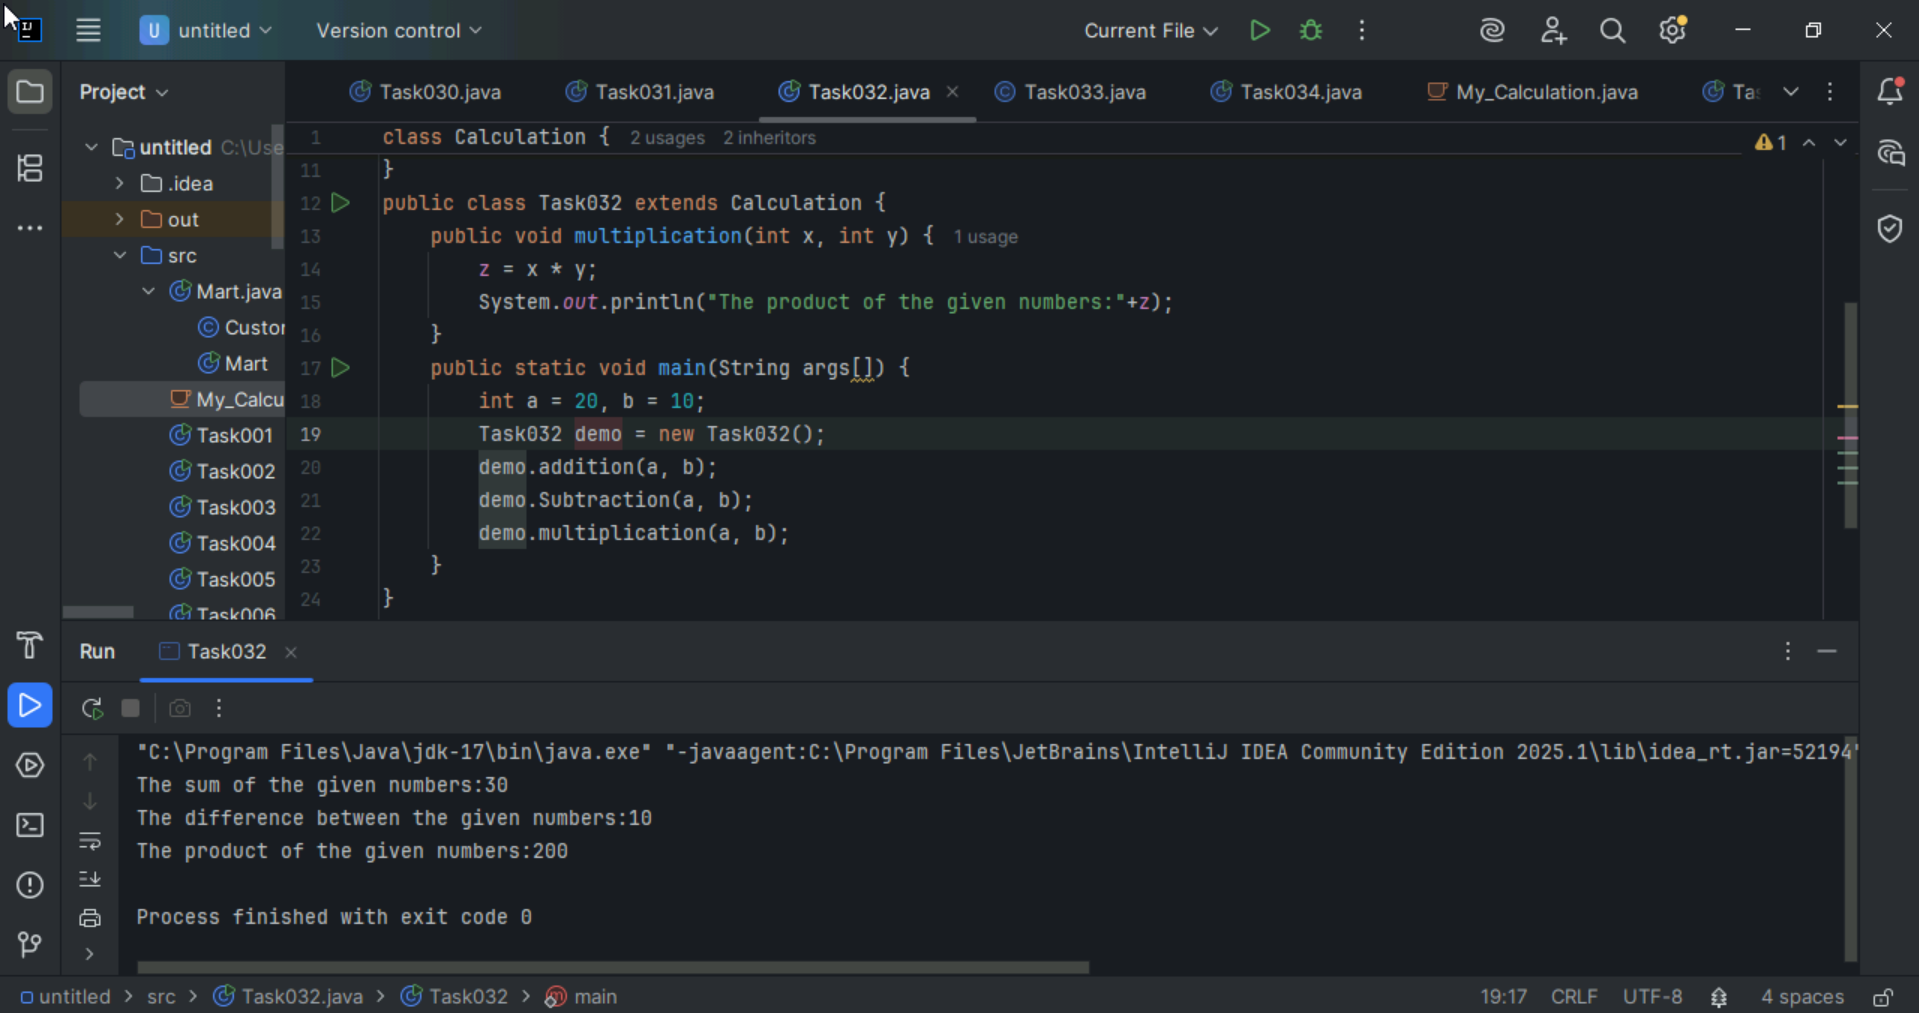 U untitled Version control Current File
Project Task030.java Task031.java Task032.java Task033.java Task034.java My_Calculation.java
untitled
.idea
out
src
Mart.java
Mart
Task001
Task002
Task003
Task004
Task005
Task006
1 class Calculation { 2 usages 2 inheritors
1
11 }
12 public class Task032 extends Calculation {
13 public void multiplication(int x, int y) { 1 usage
14 z = x * y;
15 System.out.println("The product of the given numbers:"+z);
16 }
17 public static void main(String args[]) {
18 int a = 20, b = 10;
19 Task032 demo = new Task032();
20 demo.addition(a, b);
21 demo.Subtraction(a, b);
22 demo.multiplication(a, b);
23 }
24 }
Run Task032
"C:\Program Files\Java\jdk-17\bin\java.exe" "-javaagent:C:\Program Files\JetBrains\IntelliJ IDEA Community Edition 2025.1\lib\idea_rt.jar=52194"
The sum of the given numbers:30
The difference between the given numbers:10
The product of the given numbers:200
Process finished with exit code 0
untitled > src > Task032.java > Task032 > main 19:17 CRLF UTF-8 4 spaces